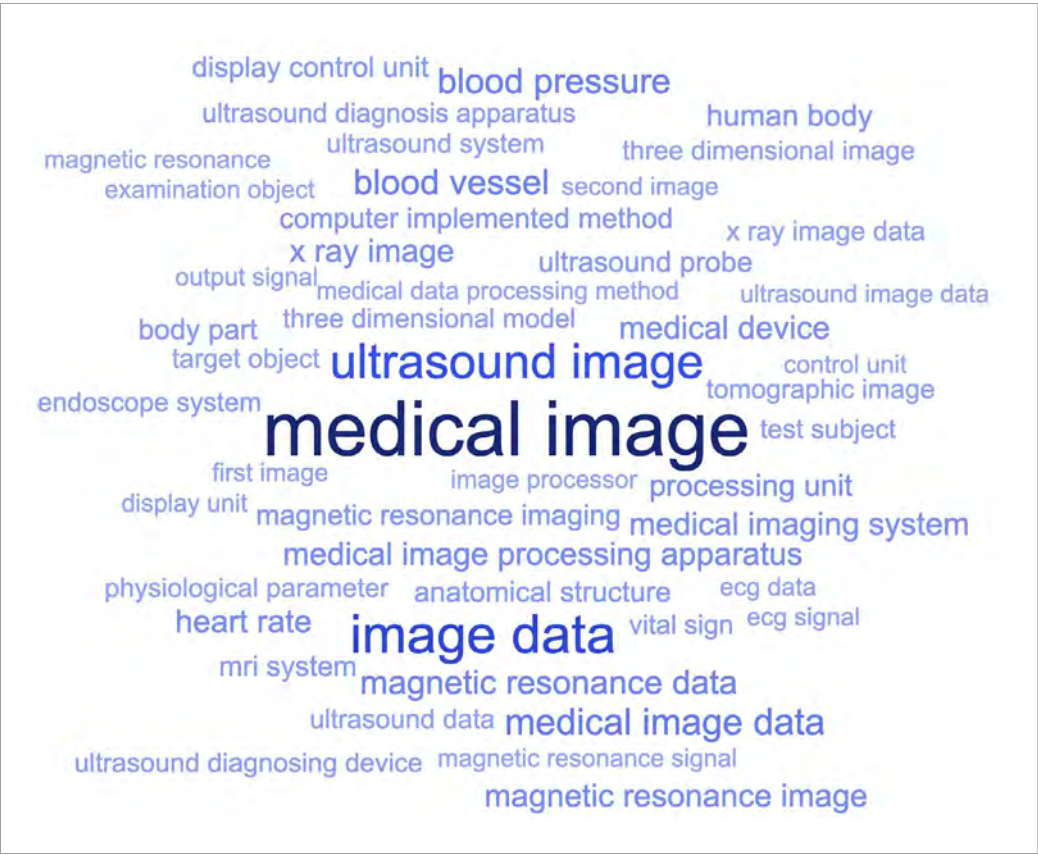 display control unit
blood pressure
ultrasound diagnosis apparatus
human body
ultrasound system
three dimensional image
magnetic resonance
examination object
blood vessel
second image
computer implemented method
x ray image data
x ray image
ultrasound probe
output signal
medical data processing method
ultrasound image data
body part
three dimensional model
medical device
target object
ultrasound image
control unit
tomographic image
endoscope system
medical image
test subject
first image
image processor
processing unit
display unit
magnetic resonance imaging
medical imaging system
medical image processing apparatus
physiological parameter
anatomical structure
ecg data
heart rate
image data
vital sign
ecg signal
mri system
magnetic resonance data
ultrasound data
medical image data
ultrasound diagnosing device
magnetic resonance signal
magnetic resonance image